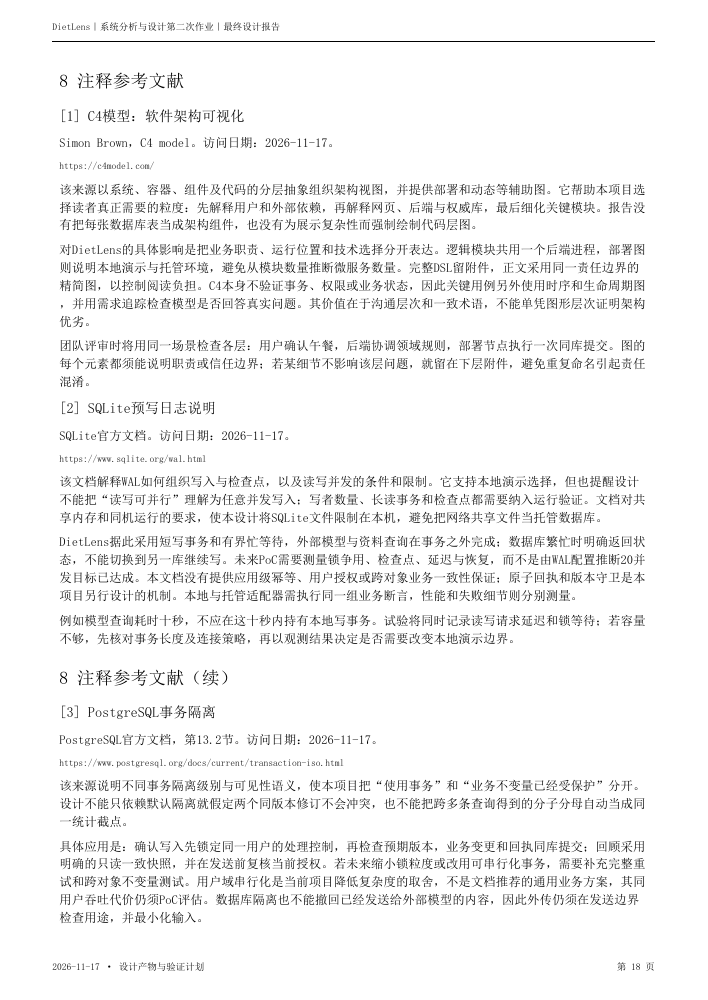 DietLens | 系统分析与设计第二次作业 | 最终设计报告
8 注释参考文献
[1] C4模型：软件架构可视化
Simon Brown，C4 model。访问日期：2026-11-17。
https://c4model.com/
该来源以系统、容器、组件及代码的分层抽象组织架构视图，并提供部署和动态等辅助图。它帮助本项目选
择读者真正需要的粒度：先解释用户和外部依赖，再解释网页、后端与权威库，最后细化关键模块。报告没
有把每张数据库表当成架构组件，也没有为展示复杂性而强制绘制代码层图。
对DietLens的具体影响是把业务职责、运行位置和技术选择分开表达。逻辑模块共用一个后端进程，部署图
则说明本地演示与托管环境，避免从模块数量推断微服务数量。完整DSL留附件，正文采用同一责任边界的
精简图，以控制阅读负担。C4本身不验证事务、权限或业务状态，因此关键用例另外使用时序和生命周期图
，并用需求追踪检查模型是否回答真实问题。其价值在于沟通层次和一致术语，不能单凭图形层次证明架构
优劣。
团队评审时将用同一场景检查各层：用户确认午餐，后端协调领域规则，部署节点执行一次同库提交。图的
每个元素都须能说明职责或信任边界；若某细节不影响该层问题，就留在下层附件，避免重复命名引起责任
混淆。
[2] SQLite预写日志说明
SQLite官方文档。访问日期：2026-11-17。
https://www.sqlite.org/wal.html
该文档解释WAL如何组织写入与检查点，以及读写并发的条件和限制。它支持本地演示选择，但也提醒设计
不能把“读写可并行”理解为任意并发写入；写者数量、长读事务和检查点都需要纳入运行验证。文档对共
享内存和同机运行的要求，使本设计将SQLite文件限制在本机，避免把网络共享文件当托管数据库。
DietLens据此采用短写事务和有界忙等待，外部模型与资料查询在事务之外完成；数据库繁忙时明确返回状
态，不能切换到另一库继续写。未来PoC需要测量锁争用、检查点、延迟与恢复，而不是由WAL配置推断20并
发目标已达成。本文档没有提供应用级幂等、用户授权或跨对象业务一致性保证；原子回执和版本守卫是本
项目另行设计的机制。本地与托管适配器需执行同一组业务断言，性能和失败细节则分别测量。
例如模型查询耗时十秒，不应在这十秒内持有本地写事务。试验将同时记录读写请求延迟和锁等待；若容量
不够，先核对事务长度及连接策略，再以观测结果决定是否需要改变本地演示边界。
8 注释参考文献（续）
[3] PostgreSQL事务隔离
PostgreSQL官方文档，第13.2节。访问日期：2026-11-17。
https://www.postgresql.org/docs/current/transaction-iso.html
该来源说明不同事务隔离级别与可见性语义，使本项目把“使用事务”和“业务不变量已经受保护”分开。
设计不能只依赖默认隔离就假定两个同版本修订不会冲突，也不能把跨多条查询得到的分子分母自动当成同
一统计截点。
具体应用是：确认写入先锁定同一用户的处理控制，再检查预期版本，业务变更和回执同库提交；回顾采用
明确的只读一致快照，并在发送前复核当前授权。若未来缩小锁粒度或改用可串行化事务，需要补充完整重
试和跨对象不变量测试。用户域串行化是当前项目降低复杂度的取舍，不是文档推荐的通用业务方案，其同
用户吞吐代价仍须PoC评估。数据库隔离也不能撤回已经发送给外部模型的内容，因此外传仍须在发送边界
检查用途，并最小化输入。
2026-11-17 • 设计产物与验证计划
第 18 页